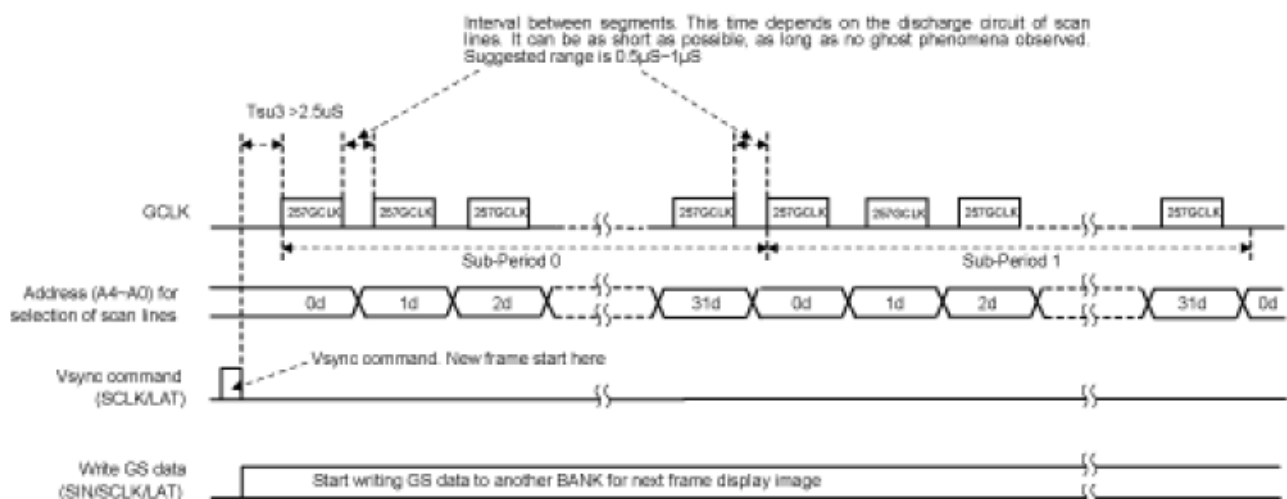 Interval between segments. This time depends on the discharge circuit of scan
lines. It can be as short as possible, as long as no ghost phenomena observed.
Suggested range is 0.5µS~1µS
Tsu3 >2.5uS
GCLK
257GCLK 257GCLK 257GCLK 257GCLK 257GCLK 257GCLK 257GCLK 257GCLK
Sub-Period 0 Sub-Period 1
Address (A4~A0) for
selection of scan lines
0d 1d 2d 31d 0d 1d 2d 31d 0d
Vsync command. New frame start here
Vsync command
(SCLK/LAT)
Write GS data
(SIN/SCLK/LAT)
Start writing GS data to another BANK for next frame display image